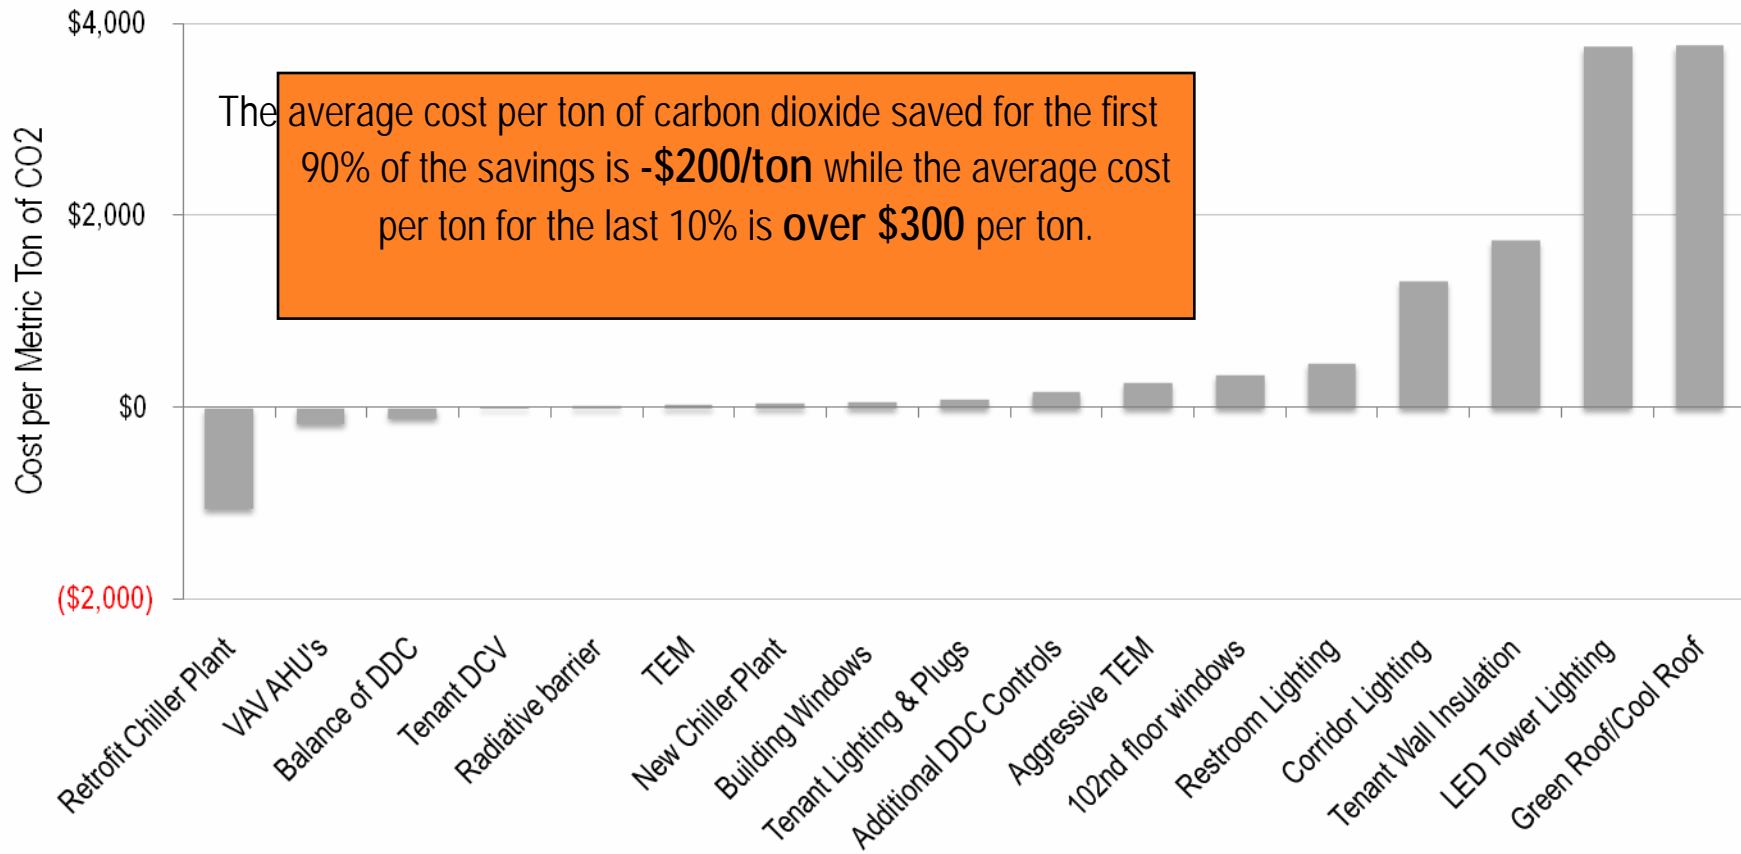 $4,000
The average cost per ton of carbon dioxide saved for the first
90% of the savings is -$200/ton while the average cost
per ton for the last 10% is over $300 per ton.
Cost per Metric Ton of CO2
$2,000
$0
($2,000)
Retrofit Chiller Plant
VAV AHU's
Balance of DDC
Tenant DCV
Radiative barrier
TEM
New Chiller Plant
Building Windows
Tenant Lighting & Plugs
Additional DDC Controls
Aggressive TEM
102nd floor windows
Restroom Lighting
Corridor Lighting
Tenant Wall Insulation
LED Tower Lighting
Green Roof/Cool Roof